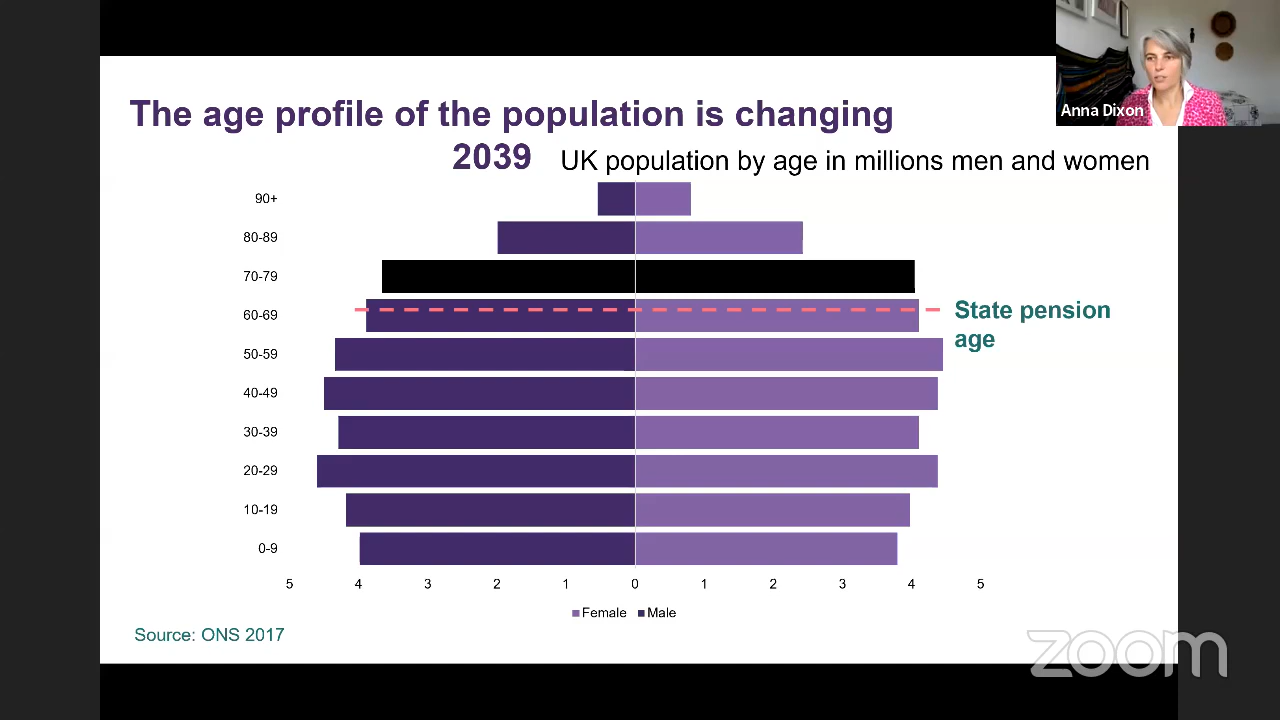 Anna Dixon
The age profile of the population is changing
2039
UK population by age in millions men and women
90+
80-89
70-79
60-69
State pension
age
50-59
40-49
30-39
20-29
10-19
0-9
5 4 3 2 1 0 1 2 3 4 5
Female Male
Source: ONS 2017
zoom